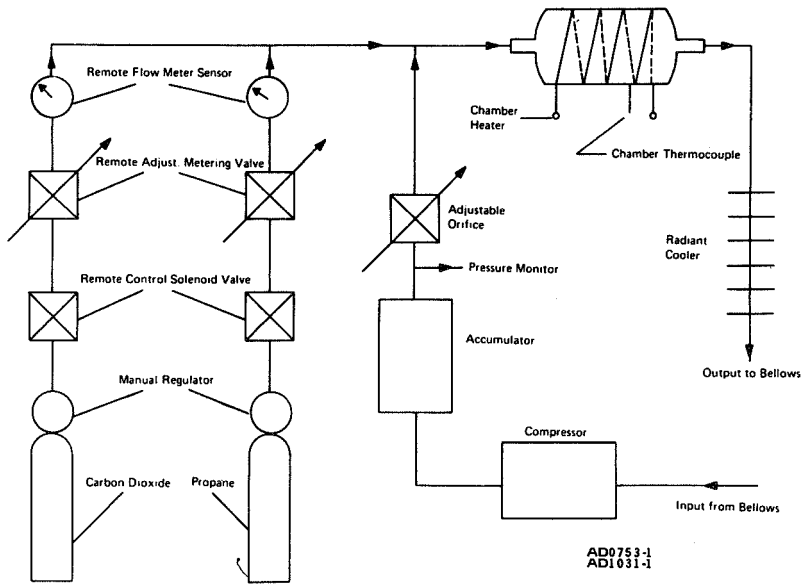 Remote Flow Meter Sensor
Remote Adjust. Metering Valve
Remote Control Solenoid Valve
Manual Regulator
Carbon Dioxide
Propane
Chamber
Heater
Chamber Thermocouple
Adjustable
Orifice
Pressure Monitor
Accumulator
Compressor
Radiant
Cooler
Output to Bellows
Input from Bellows
AD0753-1
AD1031-1